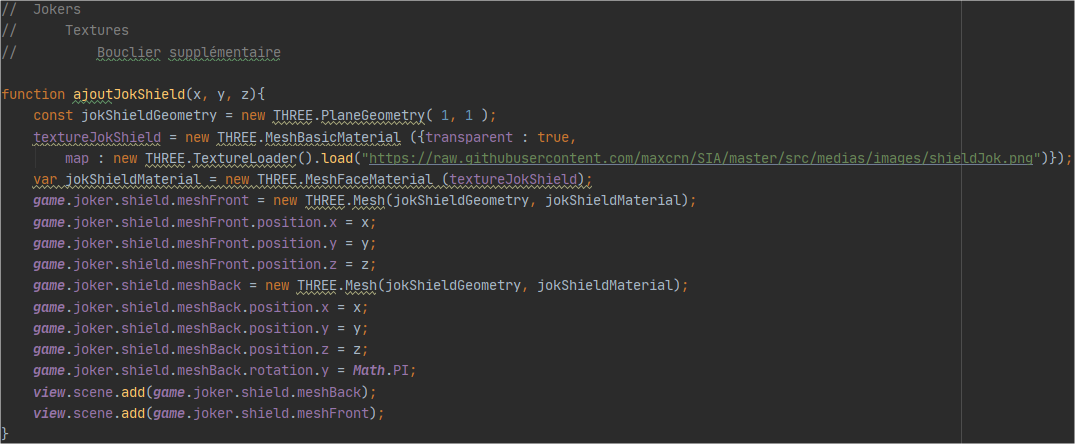 // Jokers
//      Textures
//          Bouclier supplémentaire
function ajoutJokShield(x, y, z){
    const jokShieldGeometry = new THREE.PlaneGeometry( 1, 1 );
    textureJokShield = new THREE.MeshBasicMaterial ({transparent : true,
        map : new THREE.TextureLoader().load("https://raw.githubusercontent.com/maxcrn/SIA/master/src/medias/images/shieldJok.png")});
    var jokShieldMaterial = new THREE.MeshFaceMaterial (textureJokShield);
    game.joker.shield.meshFront = new THREE.Mesh(jokShieldGeometry, jokShieldMaterial);
    game.joker.shield.meshFront.position.x = x;
    game.joker.shield.meshFront.position.y = y;
    game.joker.shield.meshFront.position.z = z;
    game.joker.shield.meshBack = new THREE.Mesh(jokShieldGeometry, jokShieldMaterial);
    game.joker.shield.meshBack.position.x = x;
    game.joker.shield.meshBack.position.y = y;
    game.joker.shield.meshBack.position.z = z;
    game.joker.shield.meshBack.rotation.y = Math.PI;
    view.scene.add(game.joker.shield.meshBack);
    view.scene.add(game.joker.shield.meshFront);
}